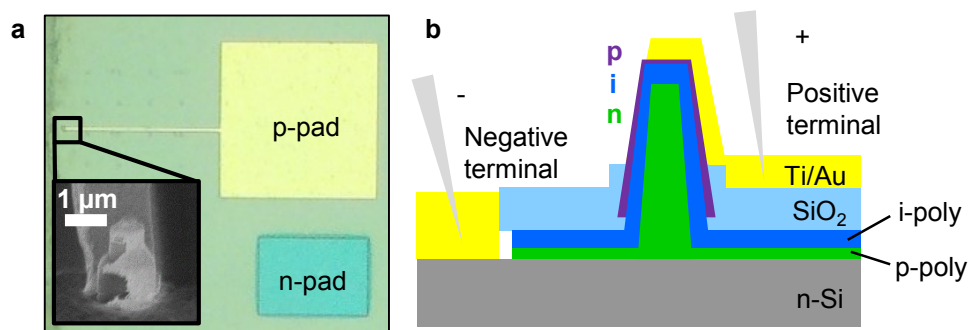 a
p-pad
1 μm
n-pad
b
-
Negative
terminal
p
i
n
+
Positive
terminal
Ti/Au
SiO₂
i-poly
p-poly
n-Si